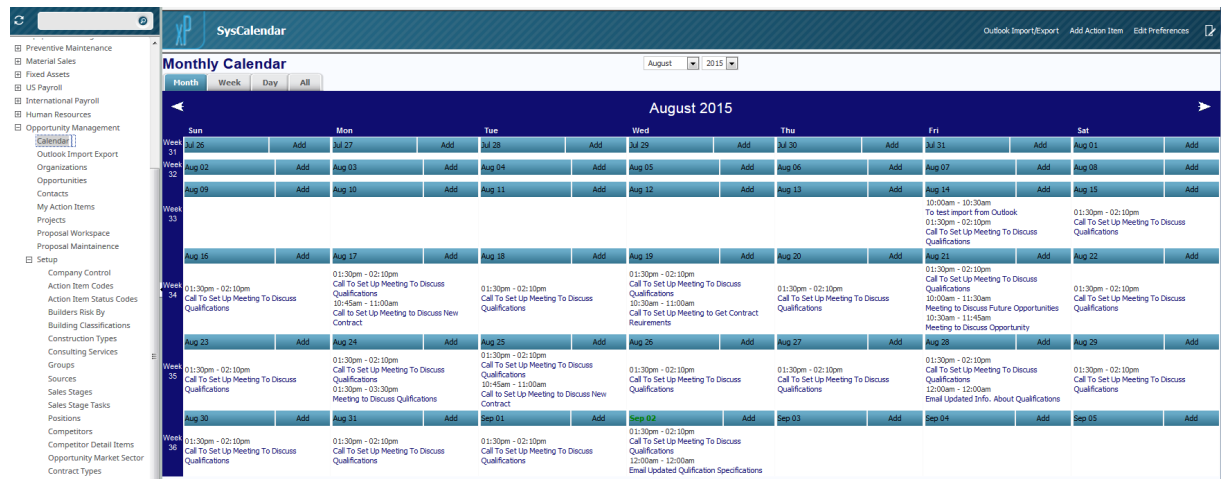 xP
SysCalendar
Outlook Import/Export Add Action Item Edit Preferences
Preventive Maintenance
Material Sales
Fixed Assets
US Payroll
International Payroll
Human Resources
Opportunity Management
Calendar
Outlook Import Export
Organizations
Opportunities
Contacts
My Action Items
Projects
Proposal Workspace
Proposal Maintainence
Setup
Company Control
Action Item Codes
Action Item Status Codes
Builders Risk By
Building Classifications
Construction Types
Consulting Services
Groups
Sources
Sales Stages
Sales Stage Tasks
Positions
Competitors
Competitor Detail Items
Opportunity Market Sector
Contract Types
Monthly Calendar
August 2015
Month Week Day All
August 2015
Sun Mon Tue Wed Thu Fri Sat
Week
31
Jul 26 Add Jul 27 Add Jul 28 Add Jul 29 Add Jul 30 Add Jul 31 Add Aug 01 Add
Week
32
Aug 02 Add Aug 03 Add Aug 04 Add Aug 05 Add Aug 06 Add Aug 07 Add Aug 08 Add
Week
33
Aug 09 Add Aug 10 Add Aug 11 Add Aug 12 Add Aug 13 Add Aug 14 Add Aug 15 Add
10:00am - 10:30am
To test import from Outlook
01:30pm - 02:10pm
Call To Set Up Meeting To Discuss
Qualifications
01:30pm - 02:10pm
Call To Set Up Meeting To Discuss
Qualifications
Week
34
Aug 16 Add Aug 17 Add Aug 18 Add Aug 19 Add Aug 20 Add Aug 21 Add Aug 22 Add
01:30pm - 02:10pm
Call To Set Up Meeting To Discuss
Qualifications
01:30pm - 02:10pm
Call To Set Up Meeting To Discuss
Qualifications
10:45am - 11:00am
Call to Set Up Meeting to Discuss New
Contract
01:30pm - 02:10pm
Call To Set Up Meeting To Discuss
Qualifications
01:30pm - 02:10pm
Call To Set Up Meeting To Discuss
Qualifications
10:30am - 11:00am
Call to Set Up Meeting to Get Contract
Reuirements
01:30pm - 02:10pm
Call To Set Up Meeting To Discuss
Qualifications
01:30pm - 02:10pm
Call To Set Up Meeting To Discuss
Qualifications
10:00am - 11:30am
Meeting to Discuss Future Opportunities
10:30am - 11:45am
Meeting to Discuss Opportunity
01:30pm - 02:10pm
Call To Set Up Meeting To Discuss
Qualifications
Week
35
Aug 23 Add Aug 24 Add Aug 25 Add Aug 26 Add Aug 27 Add Aug 28 Add Aug 29 Add
01:30pm - 02:10pm
Call To Set Up Meeting To Discuss
Qualifications
01:30pm - 02:10pm
Call To Set Up Meeting To Discuss
Qualifications
01:30pm - 03:30pm
Meeting to Discuss Qulifications
01:30pm - 02:10pm
Call To Set Up Meeting To Discuss
Qualifications
10:45am - 11:00am
Call to Set Up Meeting to Discuss New
Contract
01:30pm - 02:10pm
Call To Set Up Meeting To Discuss
Qualifications
01:30pm - 02:10pm
Call To Set Up Meeting To Discuss
Qualifications
01:30pm - 02:10pm
Call To Set Up Meeting To Discuss
Qualifications
12:00am - 12:00am
Email Updated Info. About Qualifications
01:30pm - 02:10pm
Call To Set Up Meeting To Discuss
Qualifications
Week
36
Aug 30 Add Aug 31 Add Sep 01 Add Sep 02 Add Sep 03 Add Sep 04 Add Sep 05 Add
01:30pm - 02:10pm
Call To Set Up Meeting To Discuss
Qualifications
01:30pm - 02:10pm
Call To Set Up Meeting To Discuss
Qualifications
01:30pm - 02:10pm
Call To Set Up Meeting To Discuss
Qualifications
01:30pm - 02:10pm
Call To Set Up Meeting To Discuss
Qualifications
12:00am - 12:00am
Email Updated Qulification Specifications